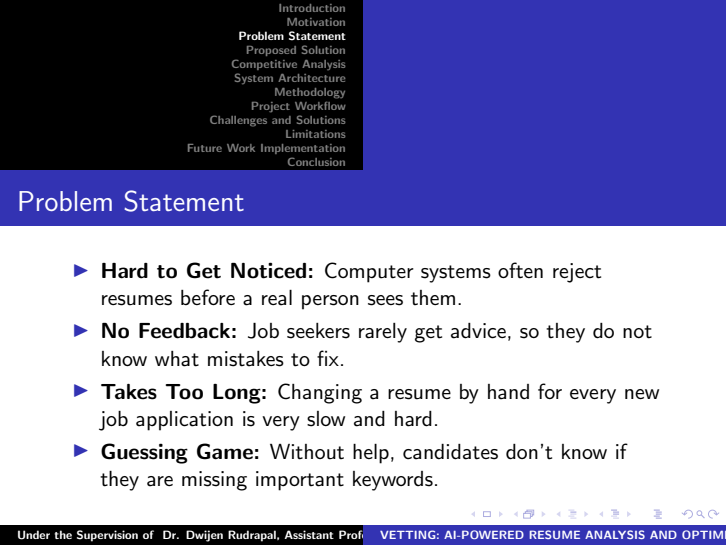 Introduction
Motivation
Problem Statement
Proposed Solution
Competitive Analysis
System Architecture
Methodology
Project Workflow
Challenges and Solutions
Limitations
Future Work Implementation
Conclusion
Problem Statement
Hard to Get Noticed: Computer systems often reject
resumes before a real person sees them.
No Feedback: Job seekers rarely get advice, so they do not
know what mistakes to fix.
Takes Too Long: Changing a resume by hand for every new
job application is very slow and hard.
Guessing Game: Without help, candidates don't know if
they are missing important keywords.
Under the Supervision of Dr. Dwijen Rudrapal, Assistant Prof
VETTING: AI-POWERED RESUME ANALYSIS AND OPTIM